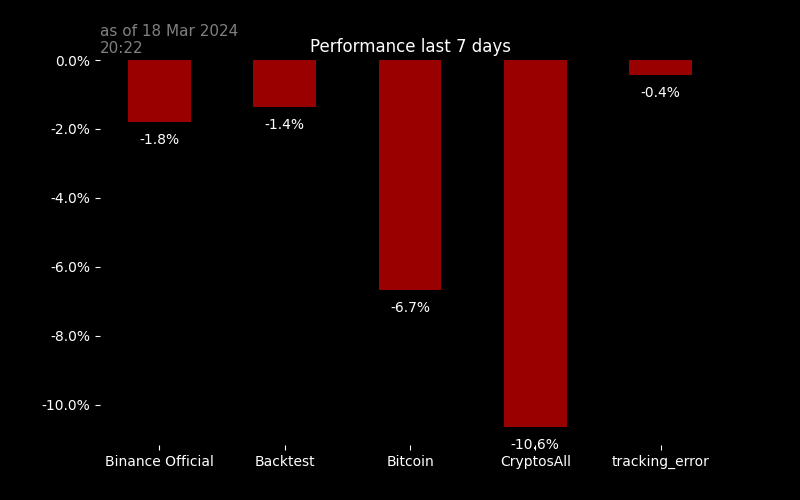 as of 18 Mar 2024
20:22
Performance last 7 days
0.0%
-2.0%
-4.0%
-6.0%
-8.0%
-10.0%
-1.8%
-1.4%
-6.7%
-10.6%
-0.4%
Binance Official
Backtest
Bitcoin
CryptosAll
tracking_error